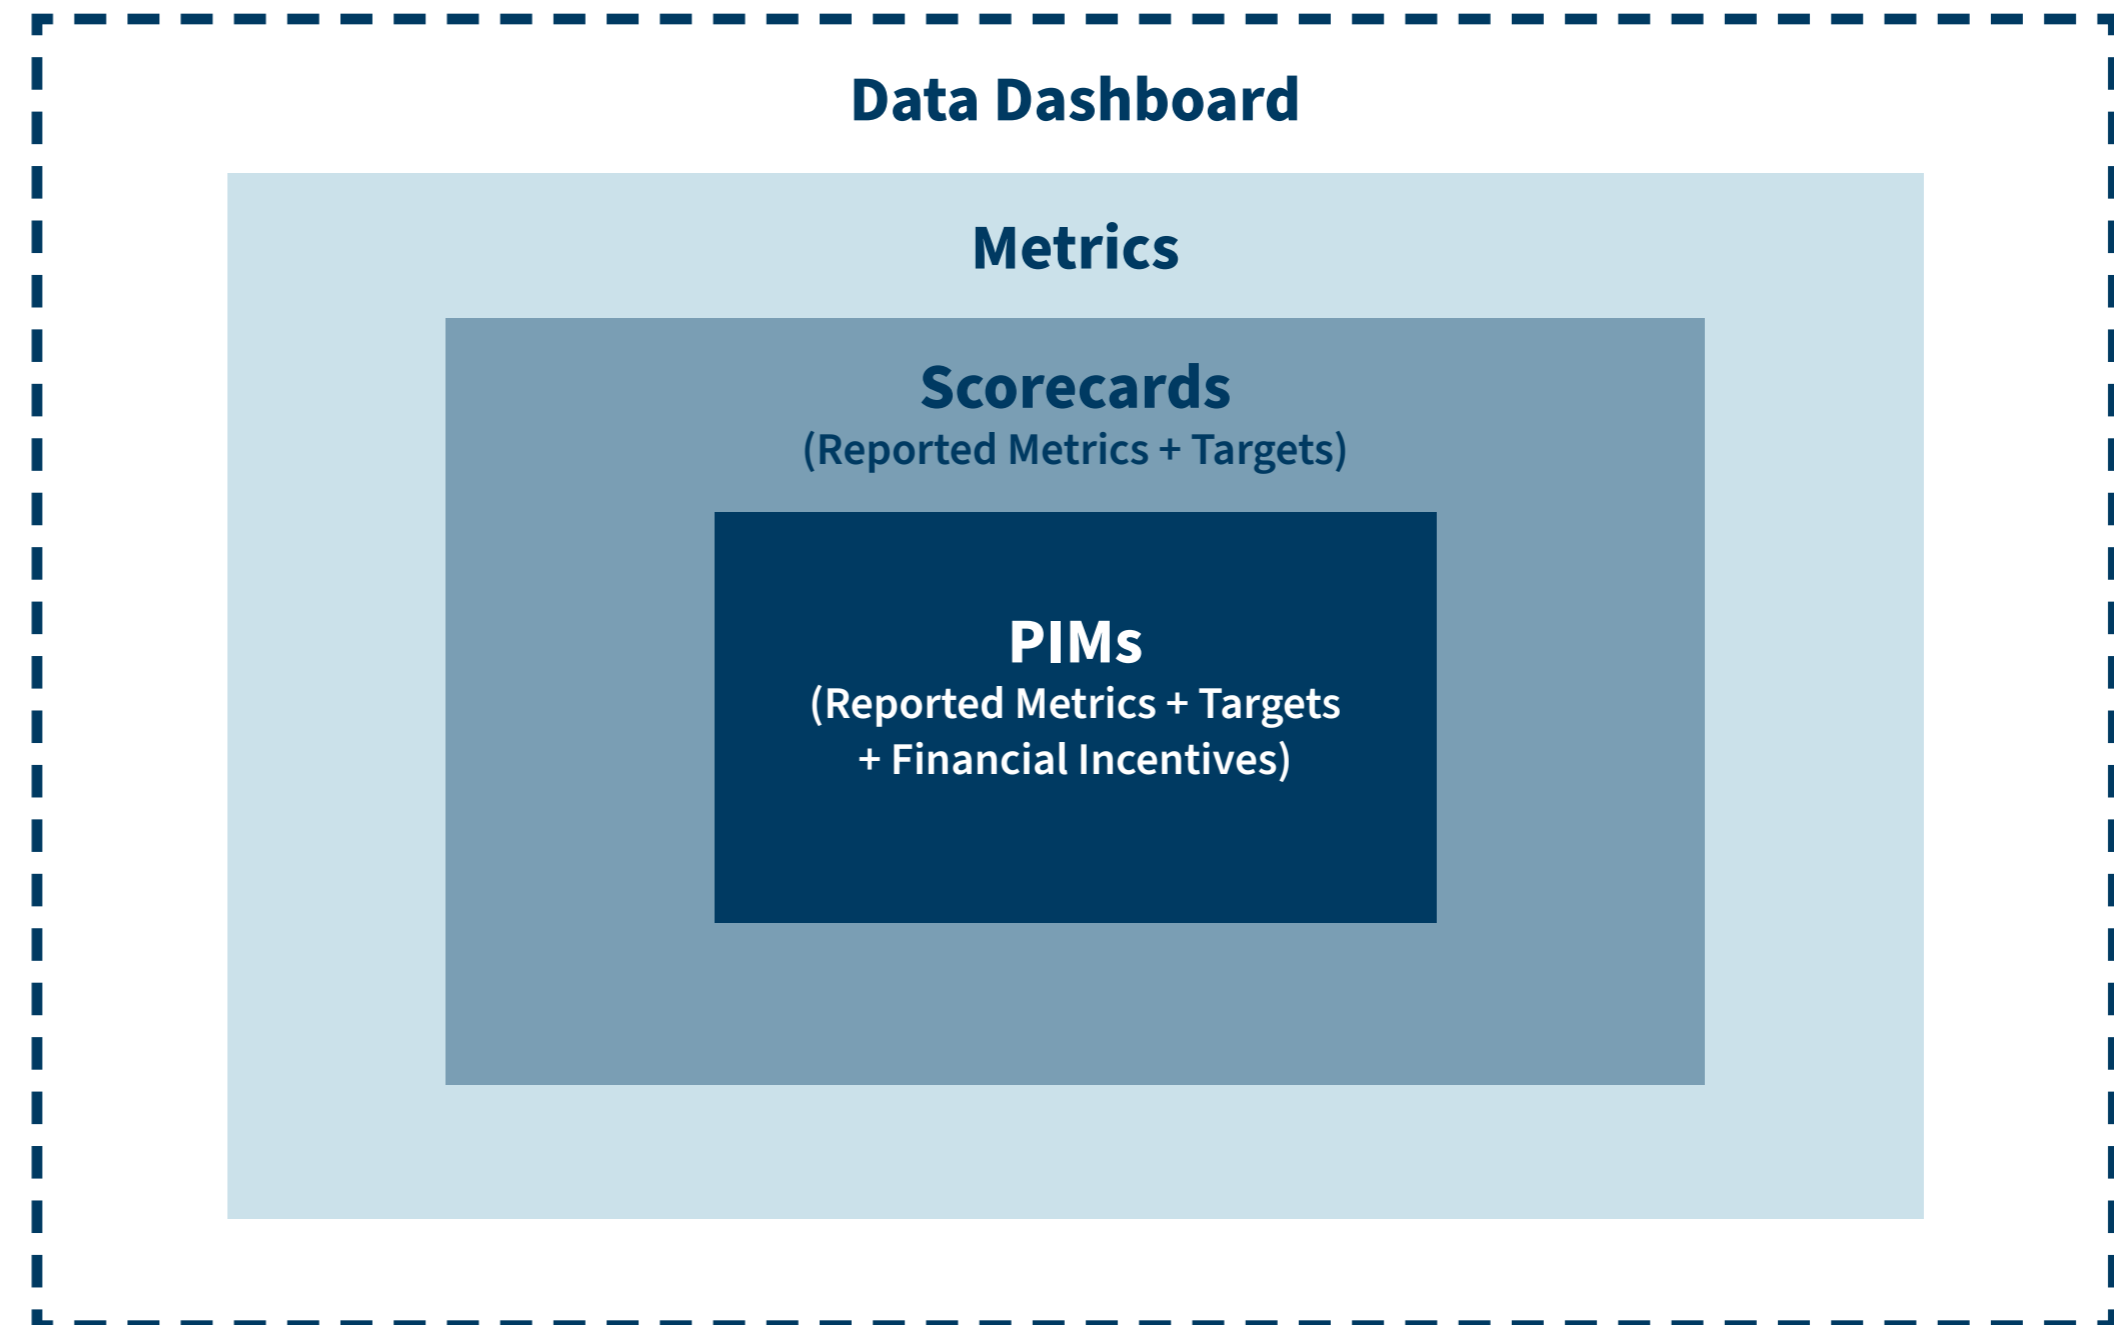 Data Dashboard
Metrics
Scorecards
(Reported Metrics + Targets)
PIMs
(Reported Metrics + Targets
+ Financial Incentives)